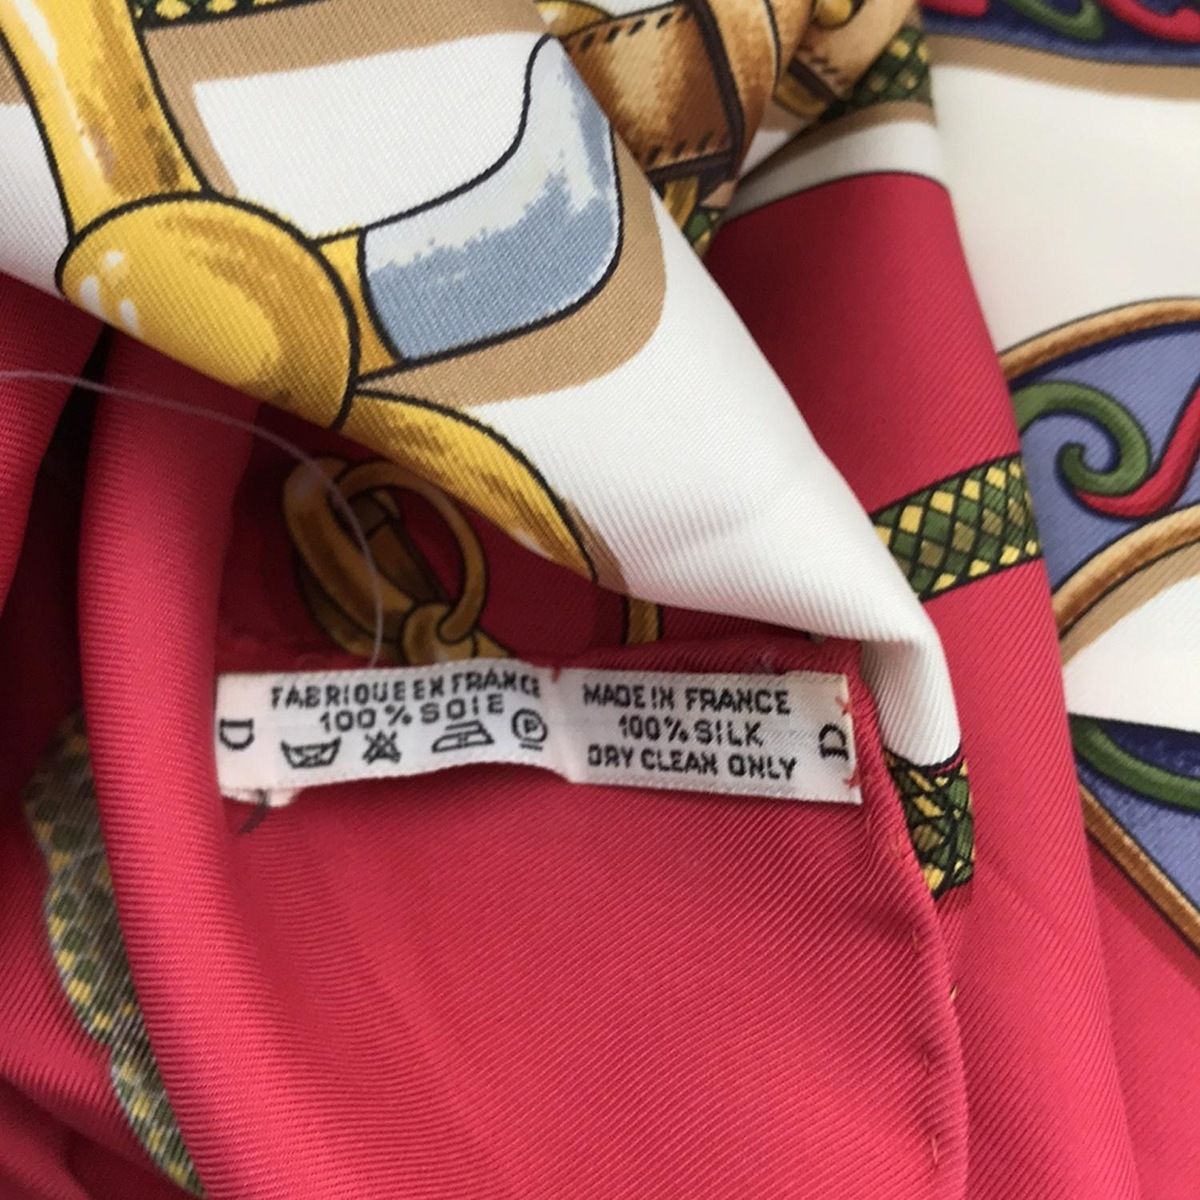 D
FABRIQUE EN FRANCE
100% SOIE
P
MADE IN FRANCE
100% SILK
DRY CLEAN ONLY
D